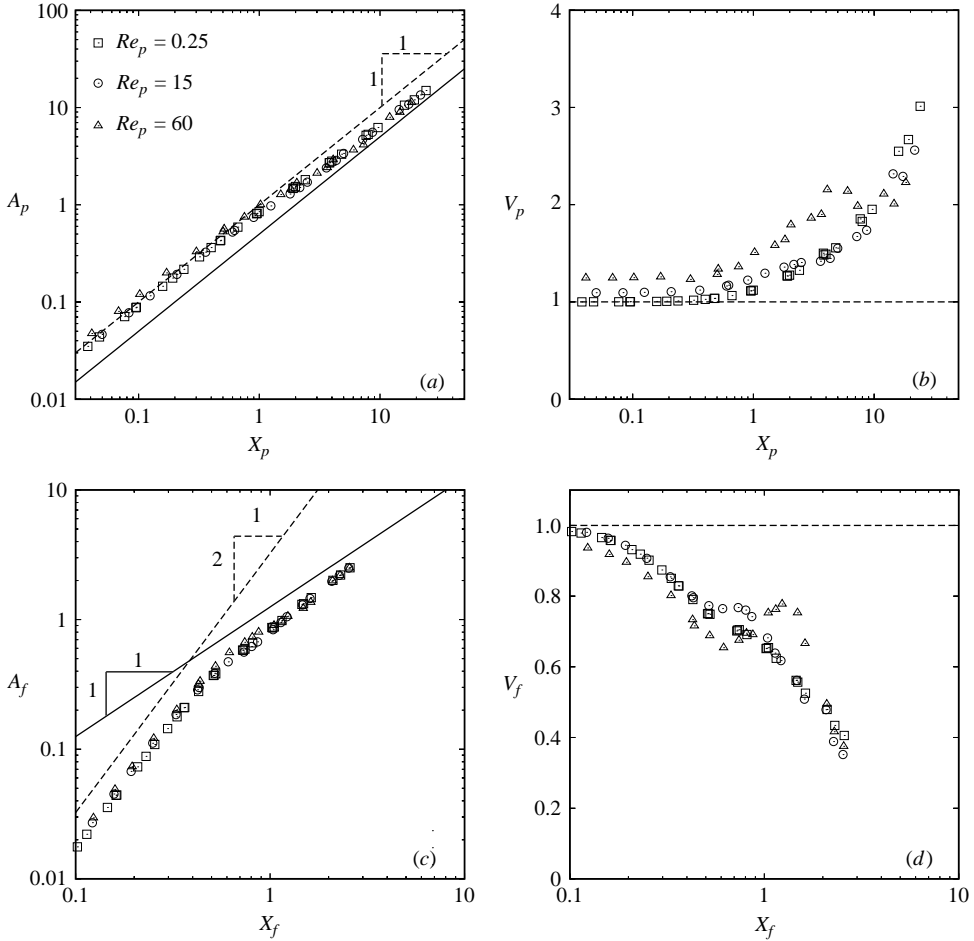 100
10
1
0.1
0.01
A_p
Re_p = 0.25
Re_p = 15
Re_p = 60
1
1
(a)
0.1 1 10
X_p
4
3
2
1
0
V_p
(b)
0.1 1 10
X_p
10
1
0.1
0.01
A_f
1
2
1
1
(c)
0.1 1 10
X_f
1.0
0.8
0.6
0.4
0.2
0
V_f
(d)
0.1 1 10
X_f